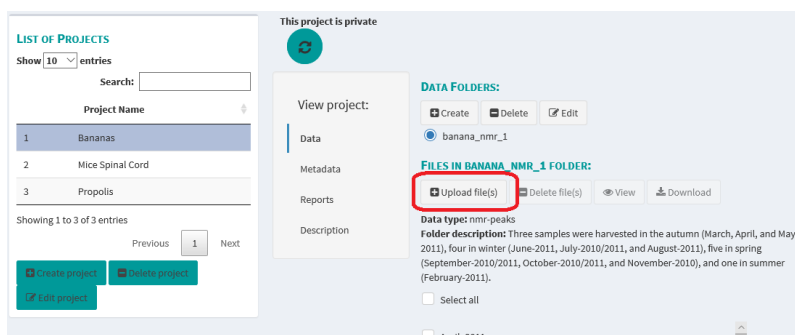 This project is private
LIST OF PROJECTS
Show 10 entries
Search:
Project Name
1 Bananas
2 Mice Spinal Cord
3 Propolis
Showing 1 to 3 of 3 entries
Previous 1 Next
Create project Delete project
Edit project
View project:
Data
Metadata
Reports
Description
DATA FOLDERS:
Create Delete Edit
banana_nmr_1
FILES IN BANANA_NMR_1 FOLDER:
Upload file(s) Delete file(s) View Download
Data type: nmr-peaks
Folder description: Three samples were harvested in the autumn (March, April, and May
2011), four in winter (June-2011, July-2010/2011, and August-2011), five in spring
(September-2010/2011, October-2010/2011, and November-2010), and one in summer
(February-2011).
Select all